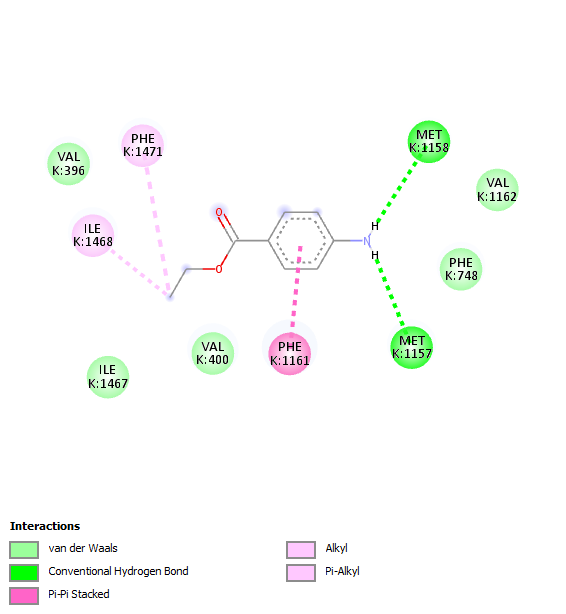 MET
K:1158
PHE
K:1471
VAL
K:396
VAL
K:1162
O
H
ILE
K:1468
N
H
PHE
K:748
O
MET
K:1157
VAL
K:400
PHE
K:1161
ILE
K:1467
Interactions
van der Waals
Conventional Hydrogen Bond
Pi-Pi Stacked
Alkyl
Pi-Alkyl